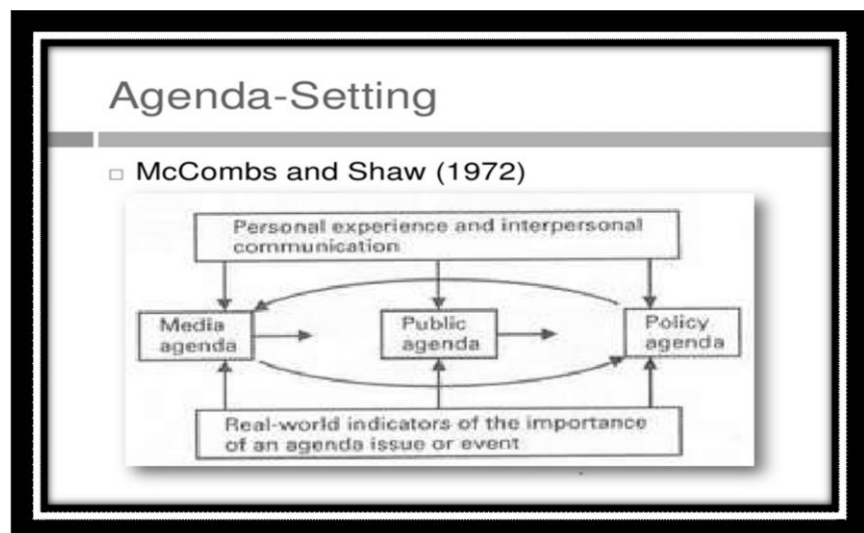 Agenda-Setting
McCombs and Shaw (1972)
Personal experience and interpersonal
communication
Media
agenda
Public
agenda
Policy
agenda
Real-world indicators of the importance
of an agenda issue or event